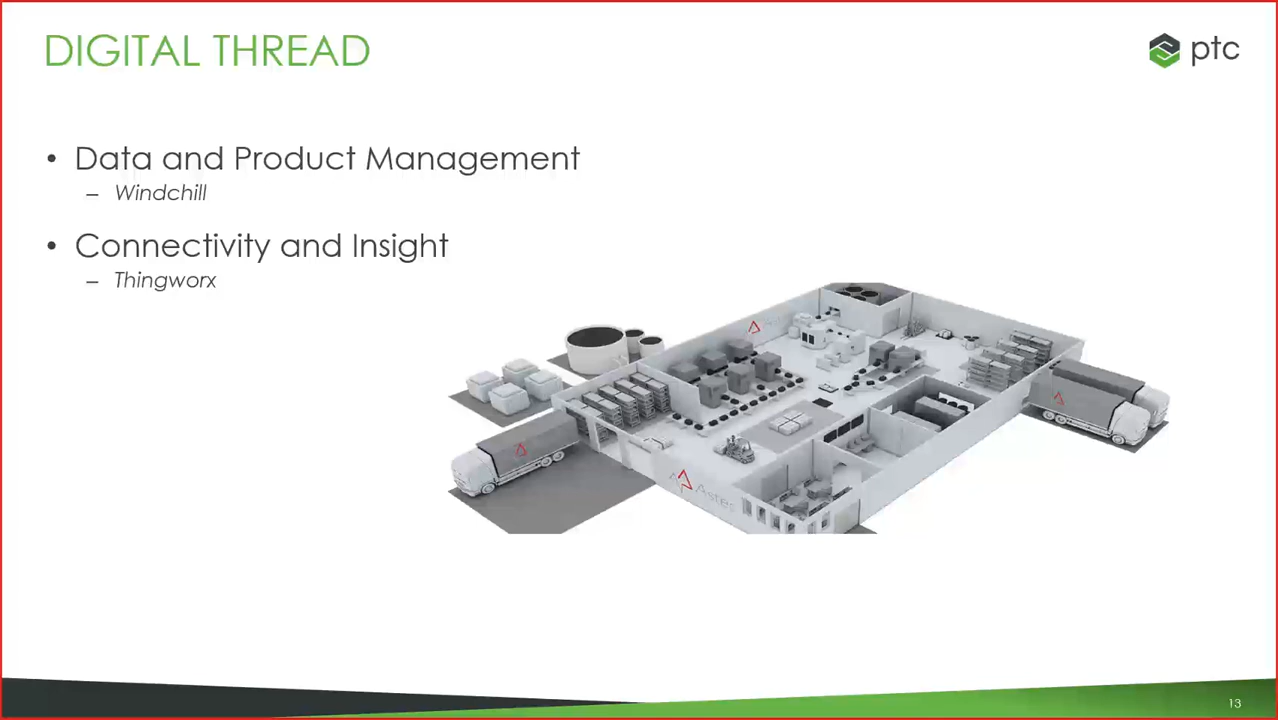 DIGITAL THREAD
ptc
• Data and Product Management
– Windchill
• Connectivity and Insight
– Thingworx
13